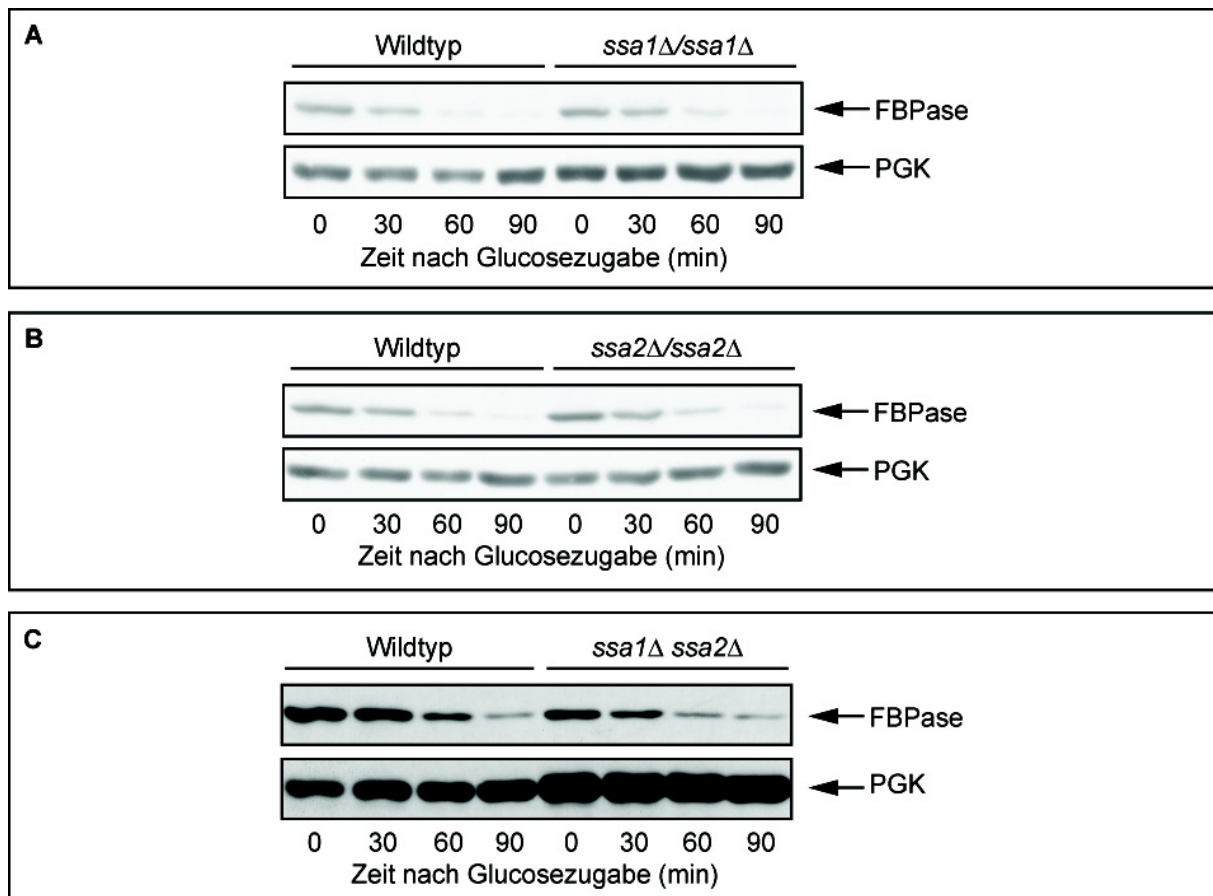 A
Wildtyp ssa1Δ/ssa1Δ
FBPase
PGK
0 30 60 90 0 30 60 90
Zeit nach Glucosezugabe (min)
B
Wildtyp ssa2Δ/ssa2Δ
FBPase
PGK
0 30 60 90 0 30 60 90
Zeit nach Glucosezugabe (min)
C
Wildtyp ssa1Δ ssa2Δ
FBPase
PGK
0 30 60 90 0 30 60 90
Zeit nach Glucosezugabe (min)